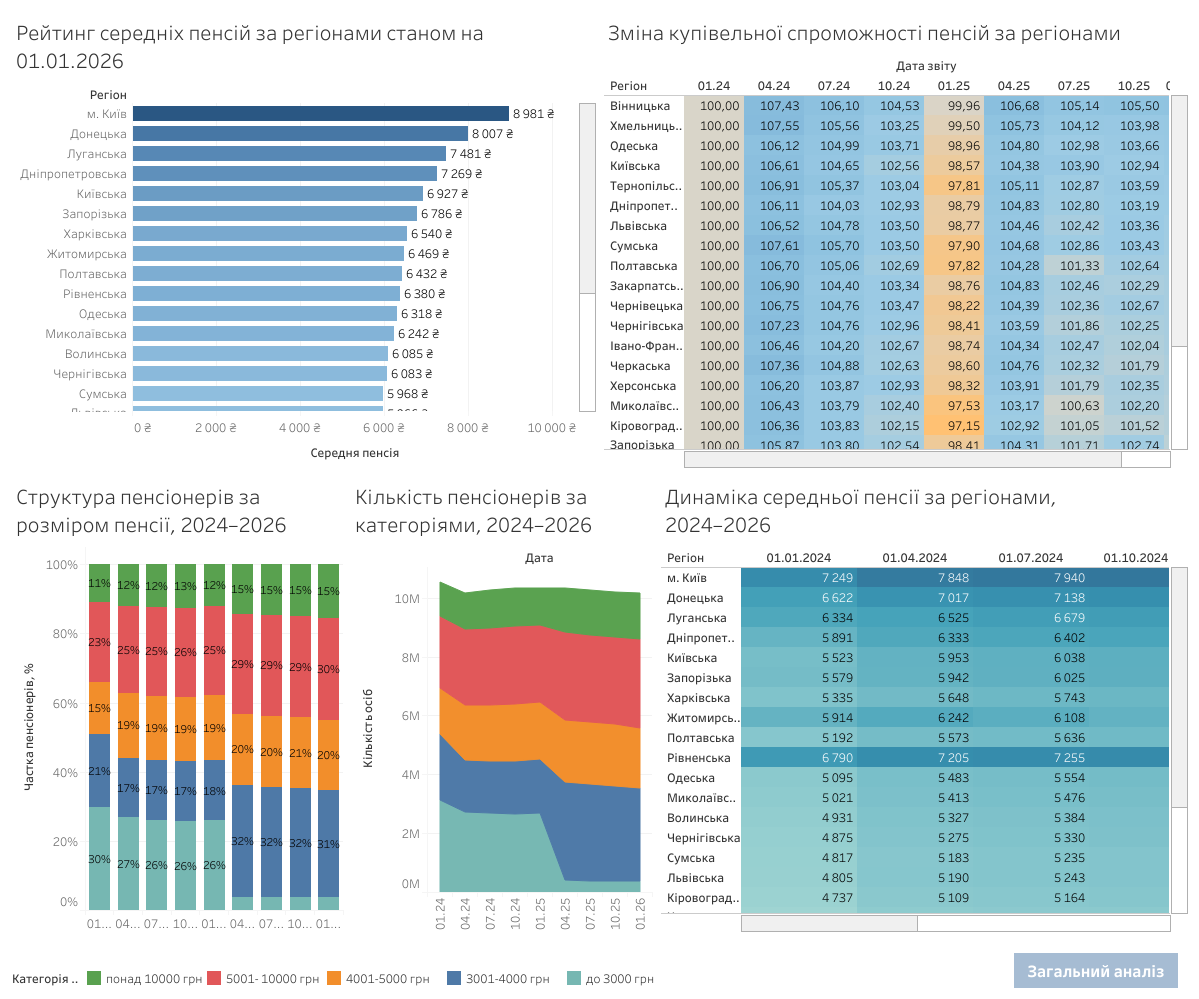 Рейтинг середніх пенсій за регіонами станом на
01.01.2026
Регіон
м. Київ 8 981 ₴
Донецька 8 007 ₴
Луганська 7 481 ₴
Дніпропетровська 7 269 ₴
Київська 6 927 ₴
Запорізька 6 786 ₴
Харківська 6 540 ₴
Житомирська 6 469 ₴
Полтавська 6 432 ₴
Рівненська 6 380 ₴
Одеська 6 318 ₴
Миколаївська 6 242 ₴
Волинська 6 085 ₴
Чернігівська 6 083 ₴
Сумська 5 968 ₴
0 ₴ 2 000 ₴ 4 000 ₴ 6 000 ₴ 8 000 ₴ 10 000 ₴
Середня пенсія
Зміна купівельної спроможності пенсій за регіонами
Дата звіту
Регіон 01.24 04.24 07.24 10.24 01.25 04.25 07.25 10.25
Вінницька 100,00 107,43 106,10 104,53 99,96 106,68 105,14 105,50
Хмельниць.. 100,00 107,55 105,56 103,25 99,50 105,73 104,12 103,98
Одеська 100,00 106,12 104,99 103,71 98,96 104,80 102,98 103,66
Київська 100,00 106,61 104,65 102,56 98,57 104,38 103,90 102,94
Тернопільс.. 100,00 106,91 105,37 103,04 97,81 105,11 102,87 103,59
Дніпропет.. 100,00 106,11 104,03 102,93 98,79 104,83 102,80 103,19
Львівська 100,00 106,52 104,78 103,50 98,77 104,46 102,42 103,36
Сумська 100,00 107,61 105,70 103,50 97,90 104,68 102,86 103,43
Полтавська 100,00 106,70 105,06 102,69 97,82 104,28 101,33 102,64
Закарпатсь.. 100,00 106,90 104,40 103,34 98,76 104,83 102,46 102,29
Чернівецька 100,00 106,75 104,76 103,47 98,22 104,39 102,36 102,67
Чернігівська 100,00 107,23 104,76 102,96 98,41 103,59 101,86 102,25
Івано-Фран.. 100,00 106,46 104,20 102,67 98,74 104,34 102,47 102,04
Черкаська 100,00 107,36 104,88 102,63 98,60 104,76 102,32 101,79
Херсонська 100,00 106,20 103,87 102,93 98,32 103,91 101,79 102,35
Миколаївс.. 100,00 106,43 103,79 102,40 97,53 103,17 100,63 102,20
Кіровоград.. 100,00 106,36 103,83 102,15 97,15 102,92 101,05 101,52
Запорізька 100,00 105,87 103,80 102,54 98,41 104,31 101,71 102,74
Структура пенсіонерів за
розміром пенсії, 2024–2026
Частка пенсіонерів, %
100%
80%
60%
40%
20%
0%
11% 12% 12% 13% 12% 15% 15% 15% 15%
23% 25% 25% 26% 25% 29% 29% 29% 30%
15% 19% 19% 19% 19% 20% 20% 21% 20%
21% 17% 17% 17% 18% 32% 32% 32% 31%
30% 27% 26% 26% 26%
01... 04... 07... 10... 01... 04... 07... 10... 01...
Кількість пенсіонерів за
категоріями, 2024–2026
Дата
Кількість осіб
10M
8M
6M
4M
2M
0M
01.24 04.24 07.24 10.24 01.25 04.25 07.25 10.25 01.26
Динаміка середньої пенсії за регіонами,
2024–2026
Регіон 01.01.2024 01.04.2024 01.07.2024 01.10.2024
м. Київ 7 249 7 848 7 940
Донецька 6 622 7 017 7 138
Луганська 6 334 6 525 6 679
Дніпропет.. 5 891 6 333 6 402
Київська 5 523 5 953 6 038
Запорізька 5 579 5 942 6 025
Харківська 5 335 5 648 5 743
Житомирсь.. 5 914 6 242 6 108
Полтавська 5 192 5 573 5 636
Рівненська 6 790 7 205 7 255
Одеська 5 095 5 483 5 554
Миколаївс.. 5 021 5 413 5 476
Волинська 4 931 5 327 5 384
Чернігівська 4 875 5 275 5 330
Сумська 4 817 5 183 5 235
Львівська 4 805 5 190 5 243
Кіровоград.. 4 737 5 109 5 164
Категорія .. понад 10000 грн 5001- 10000 грн 4001-5000 грн 3001-4000 грн до 3000 грн
Загальний аналіз